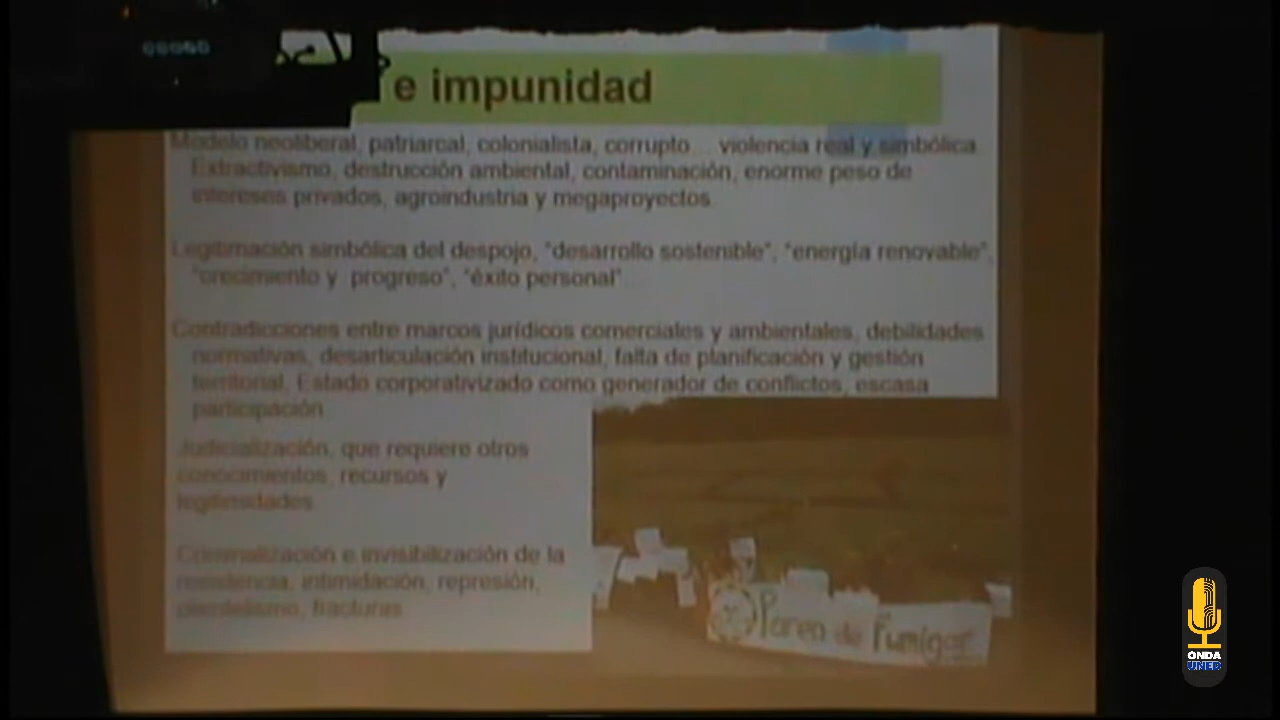 e impunidad
Modelo neoliberal, patriarcal, colonialista, corrupto... violencia real y simbólica.
Extractivismo, destrucción ambiental, contaminación, enorme peso de
intereses privados, agroindustria y megaproyectos.
Legitimación simbólica del despojo, "desarrollo sostenible", "energía renovable",
"crecimiento y progreso", "éxito personal".
Contradicciones entre marcos jurídicos comerciales y ambientales, debilidades
normativas, desarticulación institucional, falta de planificación y gestión
territorial. Estado corporativizado como generador de conflictos, escasa
participación
Judicialización, que requiere otros
conocimientos, recursos y
legitimidades
Criminalización e invisibilización de la
resistencia, intimidación, represión,
clientelismo, fracturas
Paren de Fumigar
ONDA
UNEB